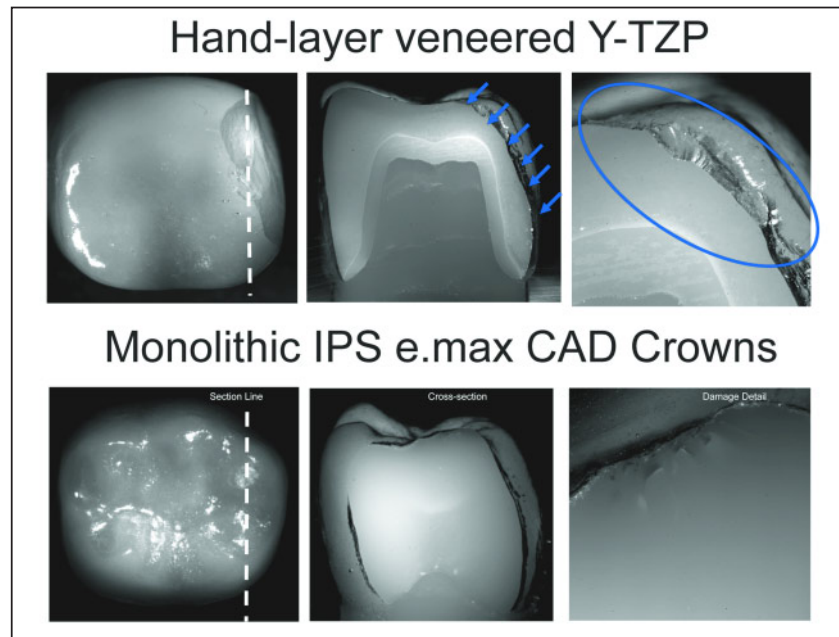 Hand-layer veneered Y-TZP
Monolithic IPS e.max CAD Crowns
Section Line
Cross-section
Damage Detail